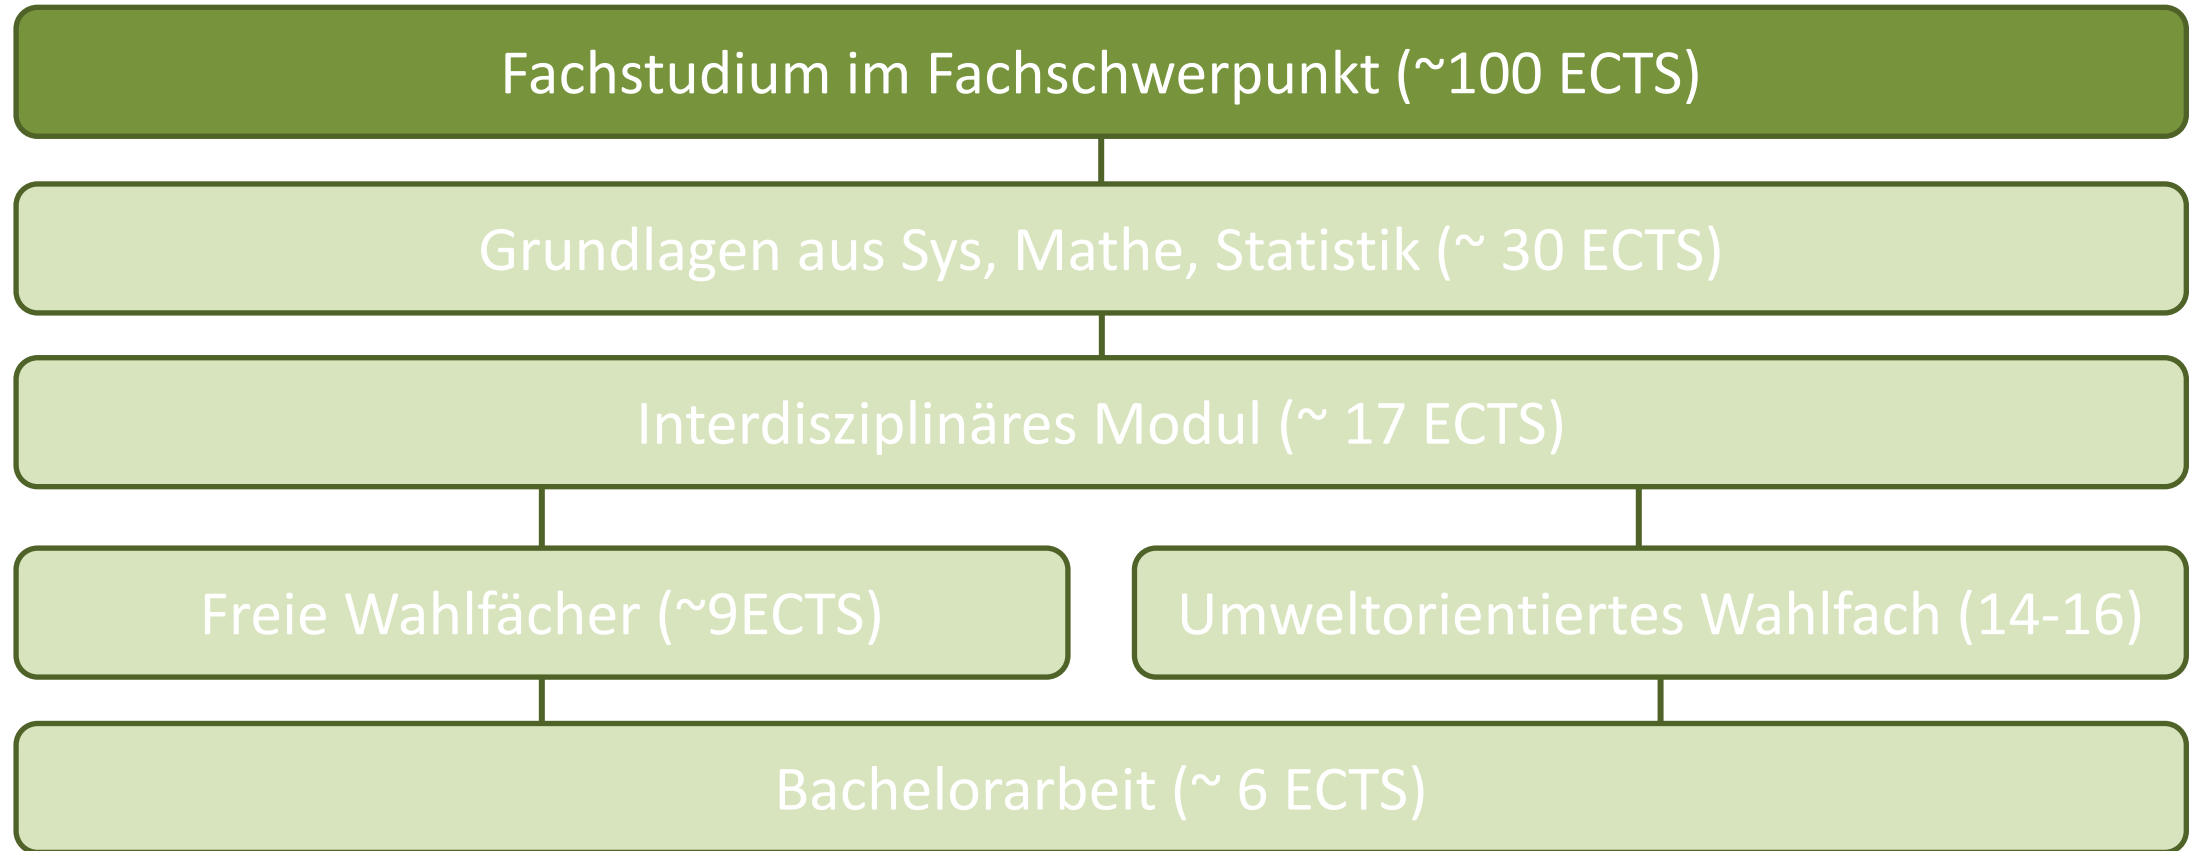 Fachstudium im Fachschwerpunkt (~100 ECTS)
Grundlagen aus Sys, Mathe, Statistik (~ 30 ECTS)
Interdisziplinäres Modul (~ 17 ECTS)
Freie Wahlfächer (~9ECTS)
Umweltorientiertes Wahlfach (14-16)
Bachelorarbeit (~ 6 ECTS)